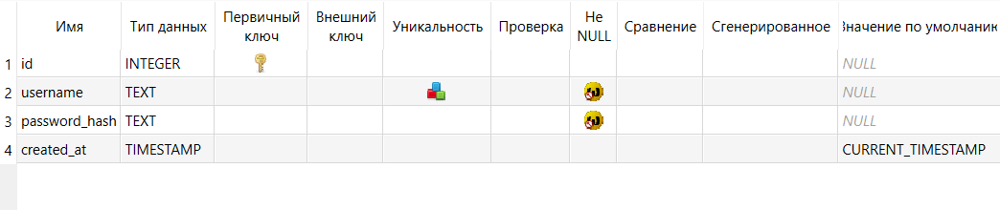 Имя Тип данных Первичный ключ Внешний ключ Уникальность Проверка Не NULL Сравнение Сгенерированное Значение по умолчанию
1 id INTEGER NULL
2 username TEXT NULL
3 password_hash TEXT NULL
4 created_at TIMESTAMP CURRENT_TIMESTAMP